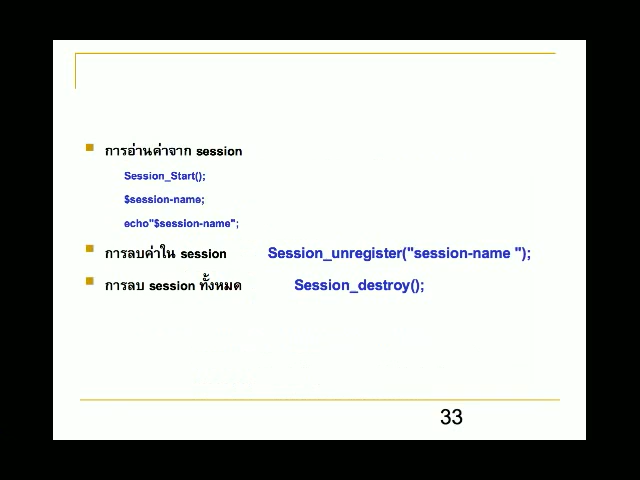 การอ่านค่าจาก session
Session_Start();
$session-name;
echo"$session-name";
การลบค่าใน session Session_unregister("session-name ");
การลบ session ทั้งหมด Session_destroy();
33